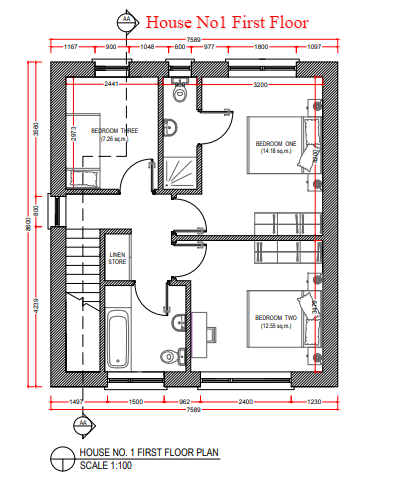 AA
House No1 First Floor
7589
1167 900 1048 600 977 1800 1097
2441
3200
3560
2973
BEDROOM THREE
(7.26 sq.m.)
BEDROOM ONE
(14.18 sq.m.)
800
8600
LINEN
STORE
4239
BEDROOM TWO
(12.55 sq.m.)
1497 1500 962 2400 1230
7589
AA
HOUSE NO. 1 FIRST FLOOR PLAN
SCALE 1:100